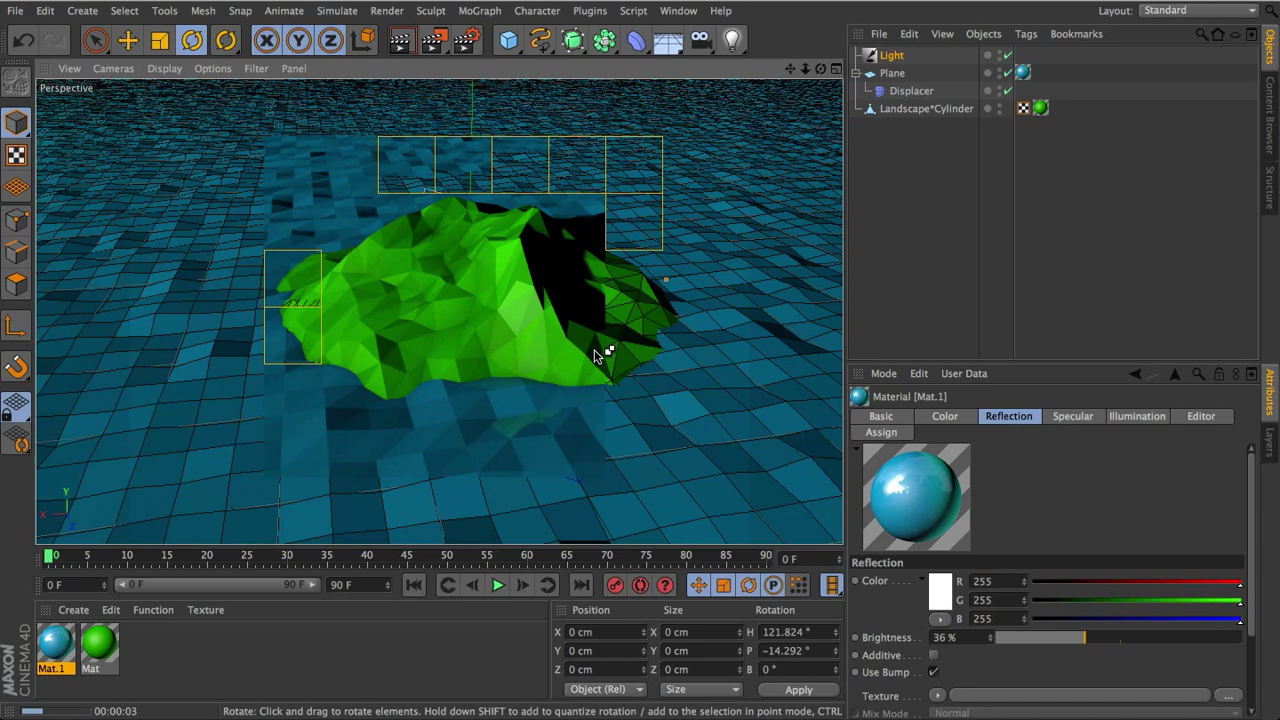 File Edit Create Select Tools Mesh Snap Animate Simulate Render Sculpt MoGraph Character Plugins Script Window Help
Layout: Standard
X Y Z
View Cameras Display Options Filter Panel
Perspective
File Edit View Objects Tags Bookmarks
Light
Plane
Displacer
Landscape*Cylinder
Objects
Content Browser
Structure
Y
X
Z
Mode Edit User Data
Material [Mat.1]
Basic Color Reflection Specular Illumination Editor
Assign
Attributes
Layers
Reflection
Color R 255
G 255
B 255
Brightness 36 %
Additive
Use Bump
Texture ...
Mix Mode Normal
0 5 10 15 20 25 30 35 40 45 50 55 60 65 70 75 80 85 90 0 F
0 F 0 F 90 F 90 F
P
Create Edit Function Texture
Mat.1 Mat
Position Size Rotation
X 0 cm X 0 cm H 121.824 °
Y 0 cm Y 0 cm P -14.292 °
Z 0 cm Z 0 cm B 0 °
Object (Rel) Size Apply
MAXON
CINEMA4D
00:00:03 Rotate: Click and drag to rotate elements. Hold down SHIFT to add to quantize rotation / add to the selection in point mode, CTRL